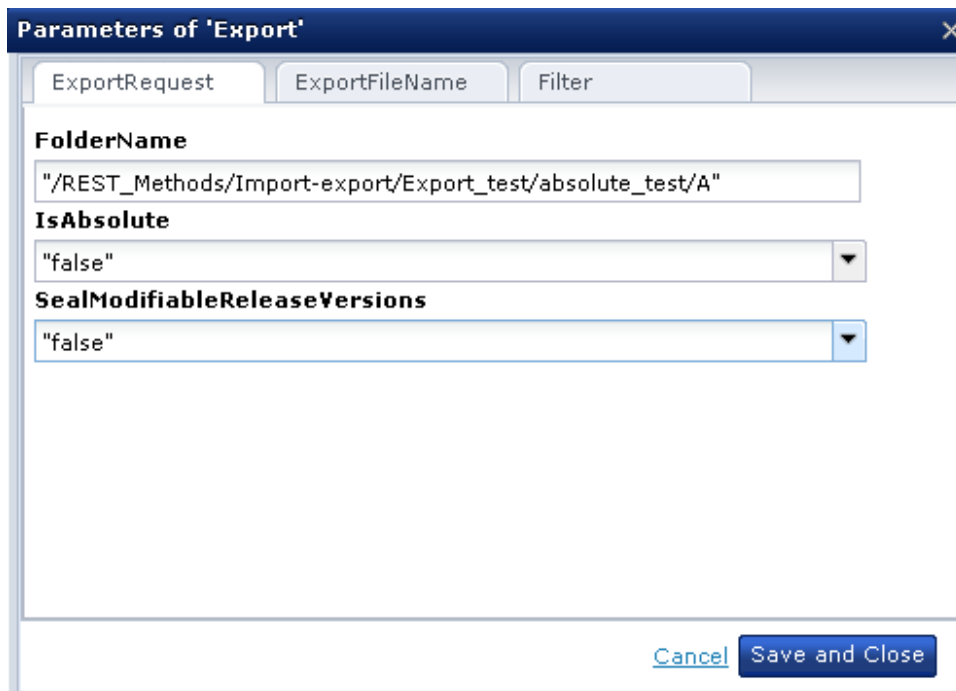 Parameters of 'Export'
ExportRequest ExportFileName Filter
FolderName
"/REST_Methods/Import-export/Export_test/absolute_test/A"
IsAbsolute
"false"
SealModifiableReleaseVersions
"false"
Cancel Save and Close